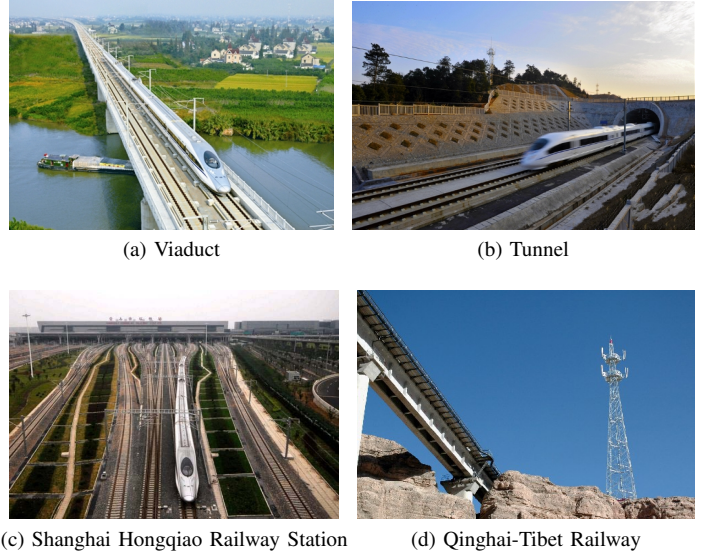 (a) Viaduct
(b) Tunnel
(c) Shanghai Hongqiao Railway Station
(d) Qinghai-Tibet Railway